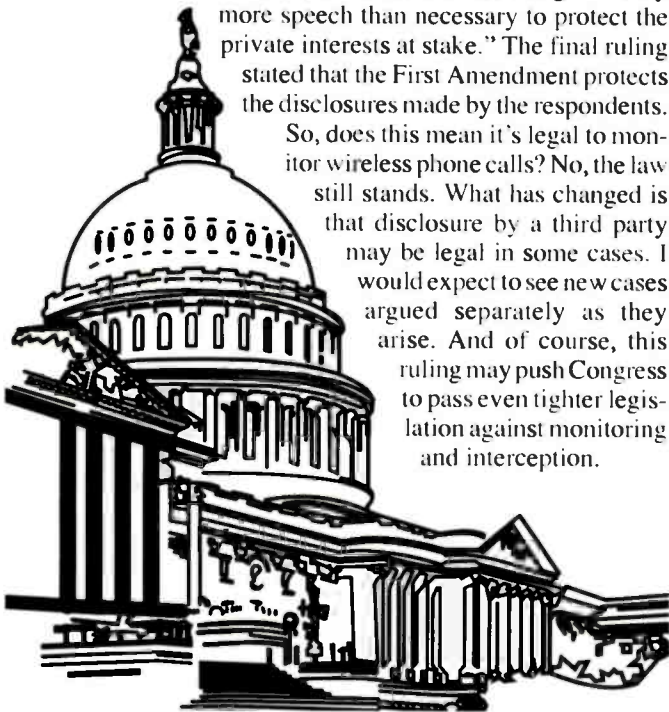 more speech than necessary to protect the
private interests at stake." The final ruling
stated that the First Amendment protects
the disclosures made by the respondents.
So, does this mean it's legal to mon-
itor wireless phone calls? No, the law
still stands. What has changed is
that disclosure by a third party
may be legal in some cases. I
would expect to see new cases
argued separately as they
arise. And of course, this
ruling may push Congress
to pass even tighter legis-
lation against monitoring
and interception.